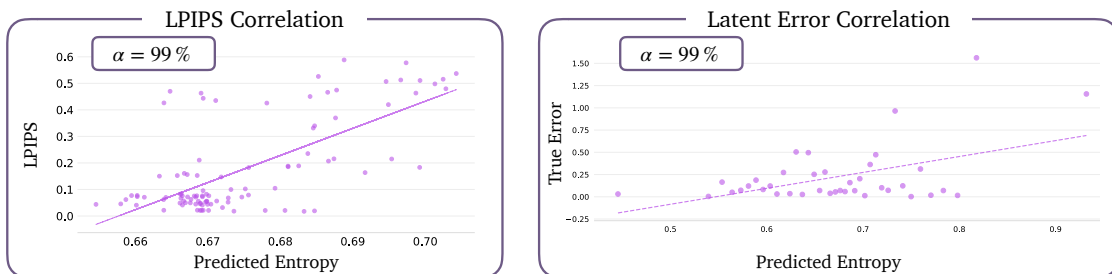 LPIPS Correlation
α = 99 %
LPIPS
0.6
0.5
0.4
0.3
0.2
0.1
0.0
0.66 0.67 0.68 0.69 0.70
Predicted Entropy
Latent Error Correlation
α = 99 %
True Error
1.50
1.25
1.00
0.75
0.50
0.25
0.00
−0.25
0.5 0.6 0.7 0.8 0.9
Predicted Entropy